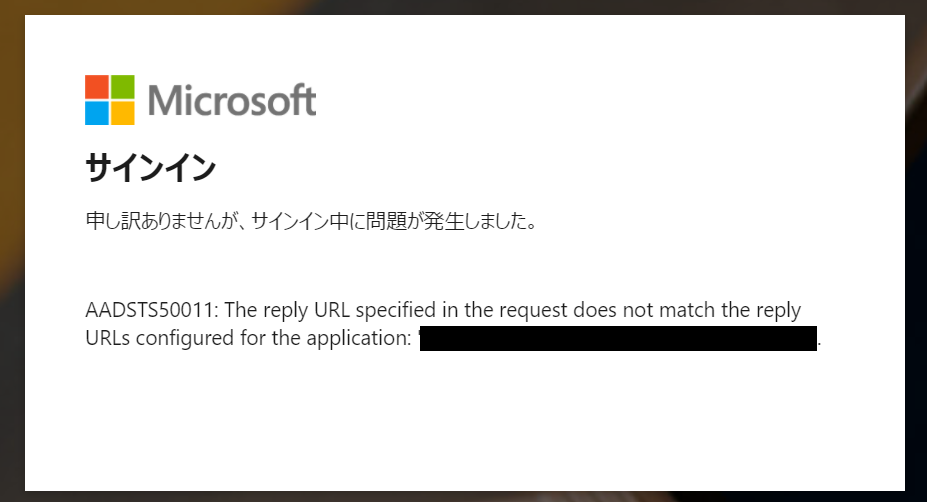 Microsoft
サインイン
申し訳ありませんが、サインイン中に問題が発生しました。
AADSTS50011: The reply URL specified in the request does not match the reply
URLs configured for the application: '.